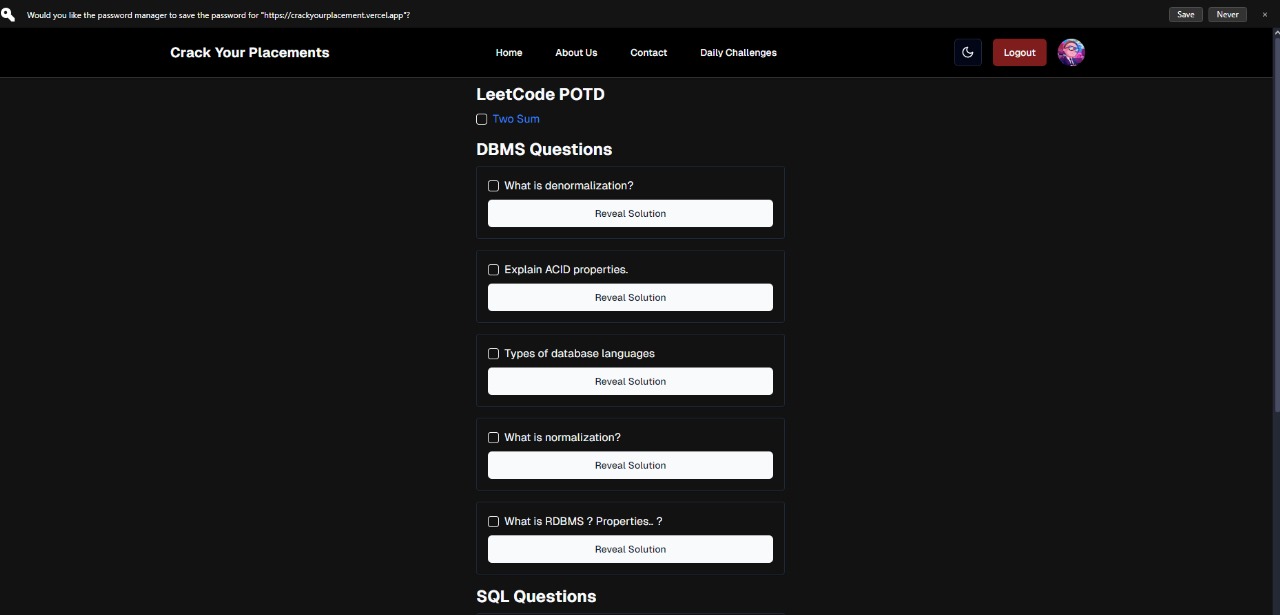 Would you like the password manager to save the password for "https://crackyourplacement.vercel.app"?
Save
Never
×
Crack Your Placements
Home
About Us
Contact
Daily Challenges
Logout
LeetCode POTD
Two Sum
DBMS Questions
What is denormalization?
Reveal Solution
Explain ACID properties.
Reveal Solution
Types of database languages
Reveal Solution
What is normalization?
Reveal Solution
What is RDBMS ? Properties.. ?
Reveal Solution
SQL Questions